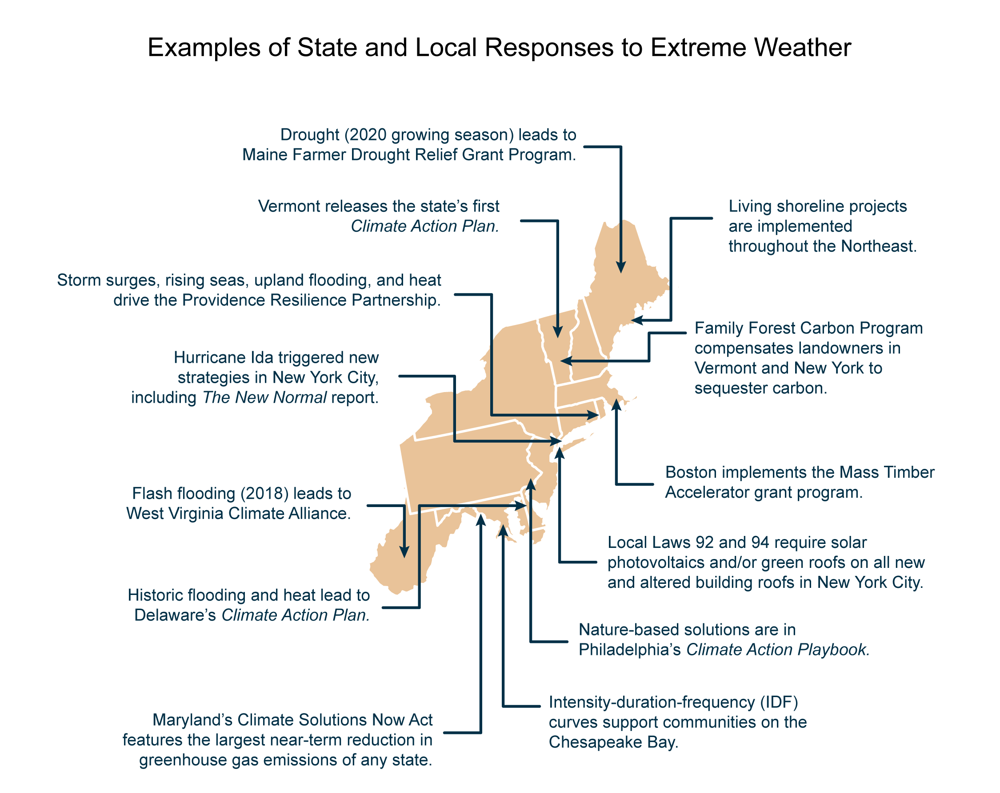 Examples of State and Local Responses to Extreme Weather
Drought (2020 growing season) leads to
Maine Farmer Drought Relief Grant Program.
Vermont releases the state’s first
Climate Action Plan.
Living shoreline projects
are implemented
throughout the Northeast.
Storm surges, rising seas, upland flooding, and heat
drive the Providence Resilience Partnership.
Family Forest Carbon Program
compensates landowners in
Vermont and New York to
sequester carbon.
Hurricane Ida triggered new
strategies in New York City,
including The New Normal report.
Boston implements the Mass Timber
Accelerator grant program.
Flash flooding (2018) leads to
West Virginia Climate Alliance.
Local Laws 92 and 94 require solar
photovoltaics and/or green roofs on all new
and altered building roofs in New York City.
Historic flooding and heat lead to
Delaware’s Climate Action Plan.
Nature-based solutions are in
Philadelphia’s Climate Action Playbook.
Intensity-duration-frequency (IDF)
curves support communities on the
Chesapeake Bay.
Maryland’s Climate Solutions Now Act
features the largest near-term reduction in
greenhouse gas emissions of any state.